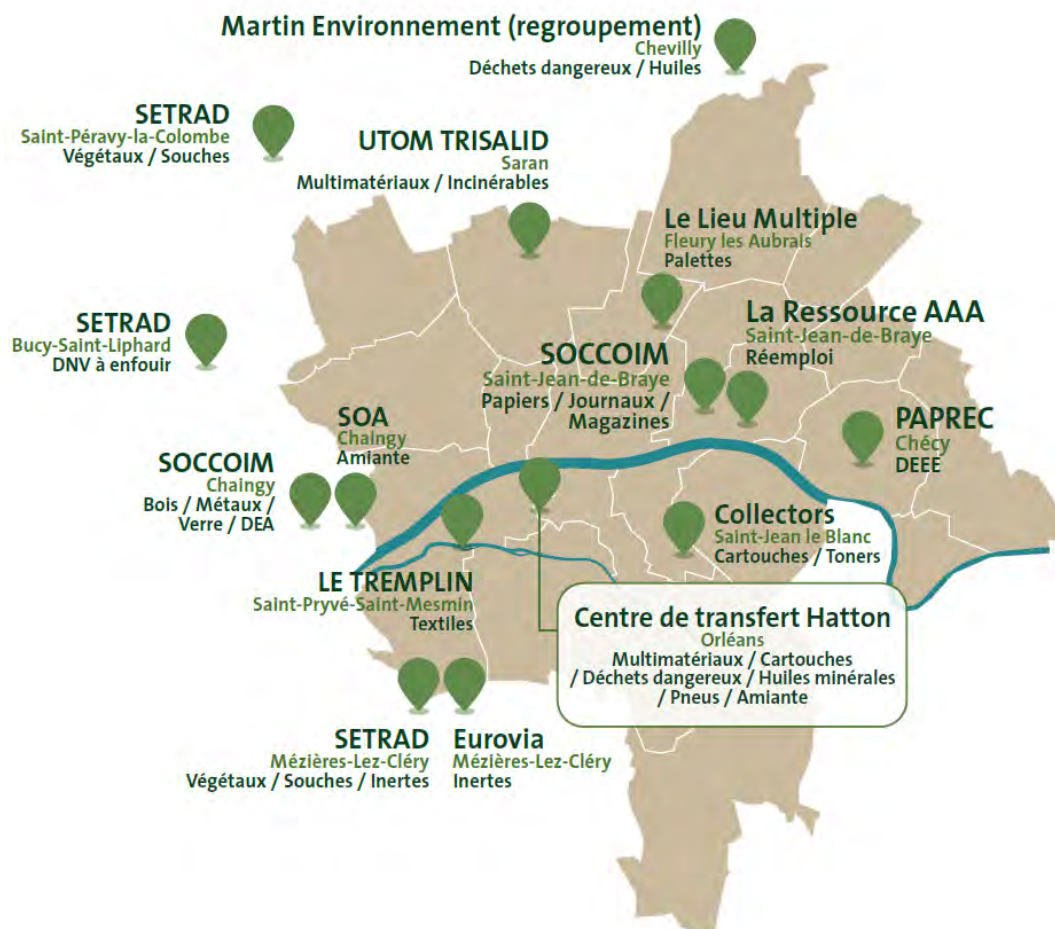 Martin Environnement (regroupement)
Chevilly
Déchets dangereux / Huiles
SETRAD
Saint-Péravy-la-Colombe
Végétaux / Souches
UTOM TRISALID
Saran
Multimatériaux / Incinérables
Le Lieu Multiple
Fleury les Aubrais
Palettes
SETRAD
Bucy-Saint-Liphard
DNV à enfouir
La Ressource AAA
Saint-Jean-de-Braye
Réemploi
SOCCOIM
Saint-Jean-de-Braye
Papiers / Journaux /
Magazines
SOA
Chaingy
Amiante
PAPREC
Chécy
DEEE
SOCCOIM
Chaingy
Bois / Métaux /
Verre / DEA
Collectors
Saint-Jean le Blanc
Cartouches / Toners
LE TREMPLIN
Saint-Pryvé-Saint-Mesmin
Textiles
Centre de transfert Hatton
Orléans
Multimatériaux / Cartouches
/ Déchets dangereux / Huiles minérales
/ Pneus / Amiante
SETRAD
Mézières-Lez-Cléry
Végétaux / Souches / Inertes
Eurovia
Mézières-Lez-Cléry
Inertes